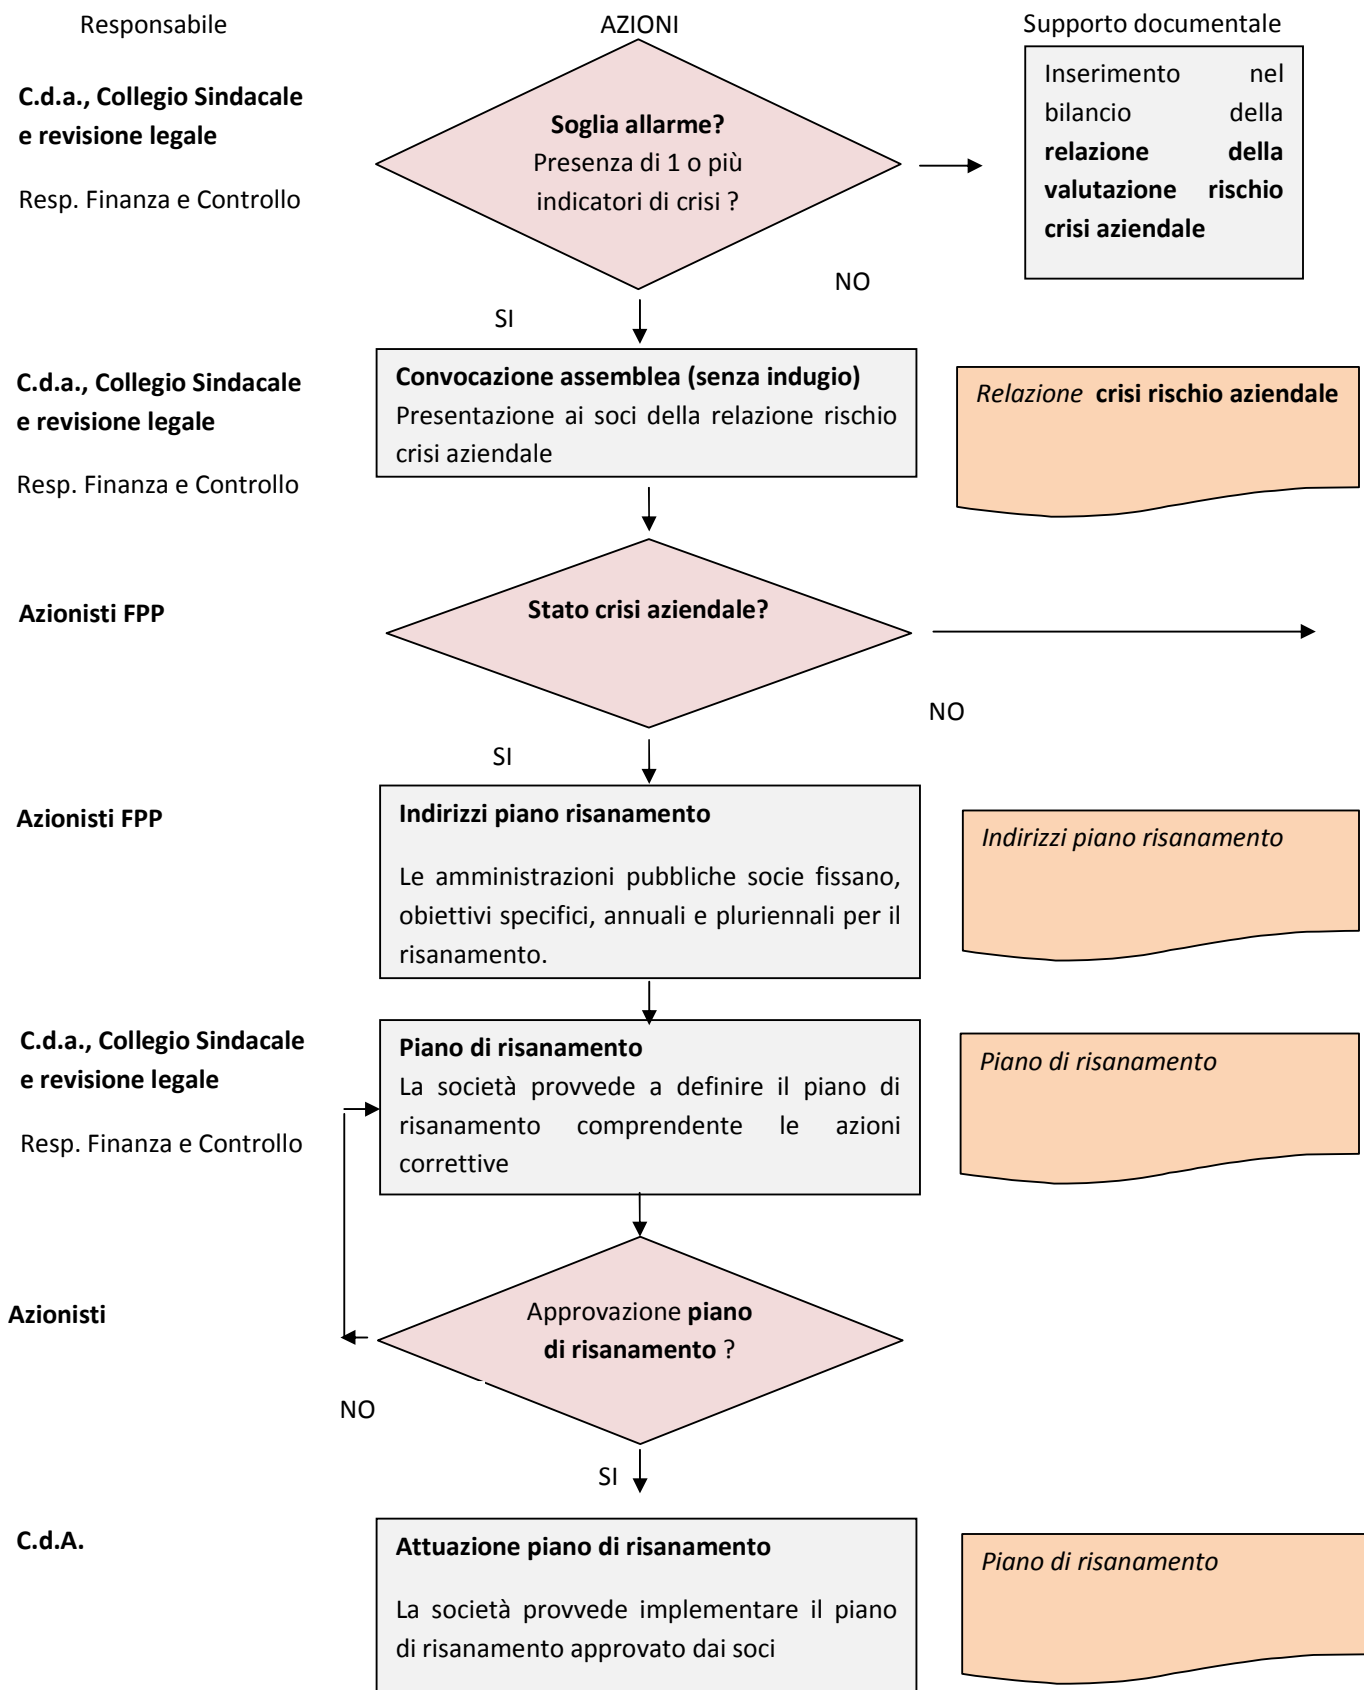 Responsabile
AZIONI
Supporto documentale
C.d.a., Collegio Sindacale
e revisione legale
Resp. Finanza e Controllo
Soglia allarme?
Presenza di 1 o più
indicatori di crisi ?
Inserimento nel
bilancio della
relazione della
valutazione rischio
crisi aziendale
NO
SI
C.d.a., Collegio Sindacale
e revisione legale
Resp. Finanza e Controllo
Convocazione assemblea (senza indugio)
Presentazione ai soci della relazione rischio
crisi aziendale
Relazione crisi rischio aziendale
Azionisti FPP
Stato crisi aziendale?
NO
SI
Azionisti FPP
Indirizzi piano risanamento
Le amministrazioni pubbliche socie fissano,
obiettivi specifici, annuali e pluriennali per il
risanamento.
Indirizzi piano risanamento
C.d.a., Collegio Sindacale
e revisione legale
Resp. Finanza e Controllo
Piano di risanamento
La società provvede a definire il piano di
risanamento comprendente le azioni
correttive
Piano di risanamento
Azionisti
Approvazione piano
di risanamento ?
NO
SI
C.d.A.
Attuazione piano di risanamento
La società provvede implementare il piano
di risanamento approvato dai soci
Piano di risanamento